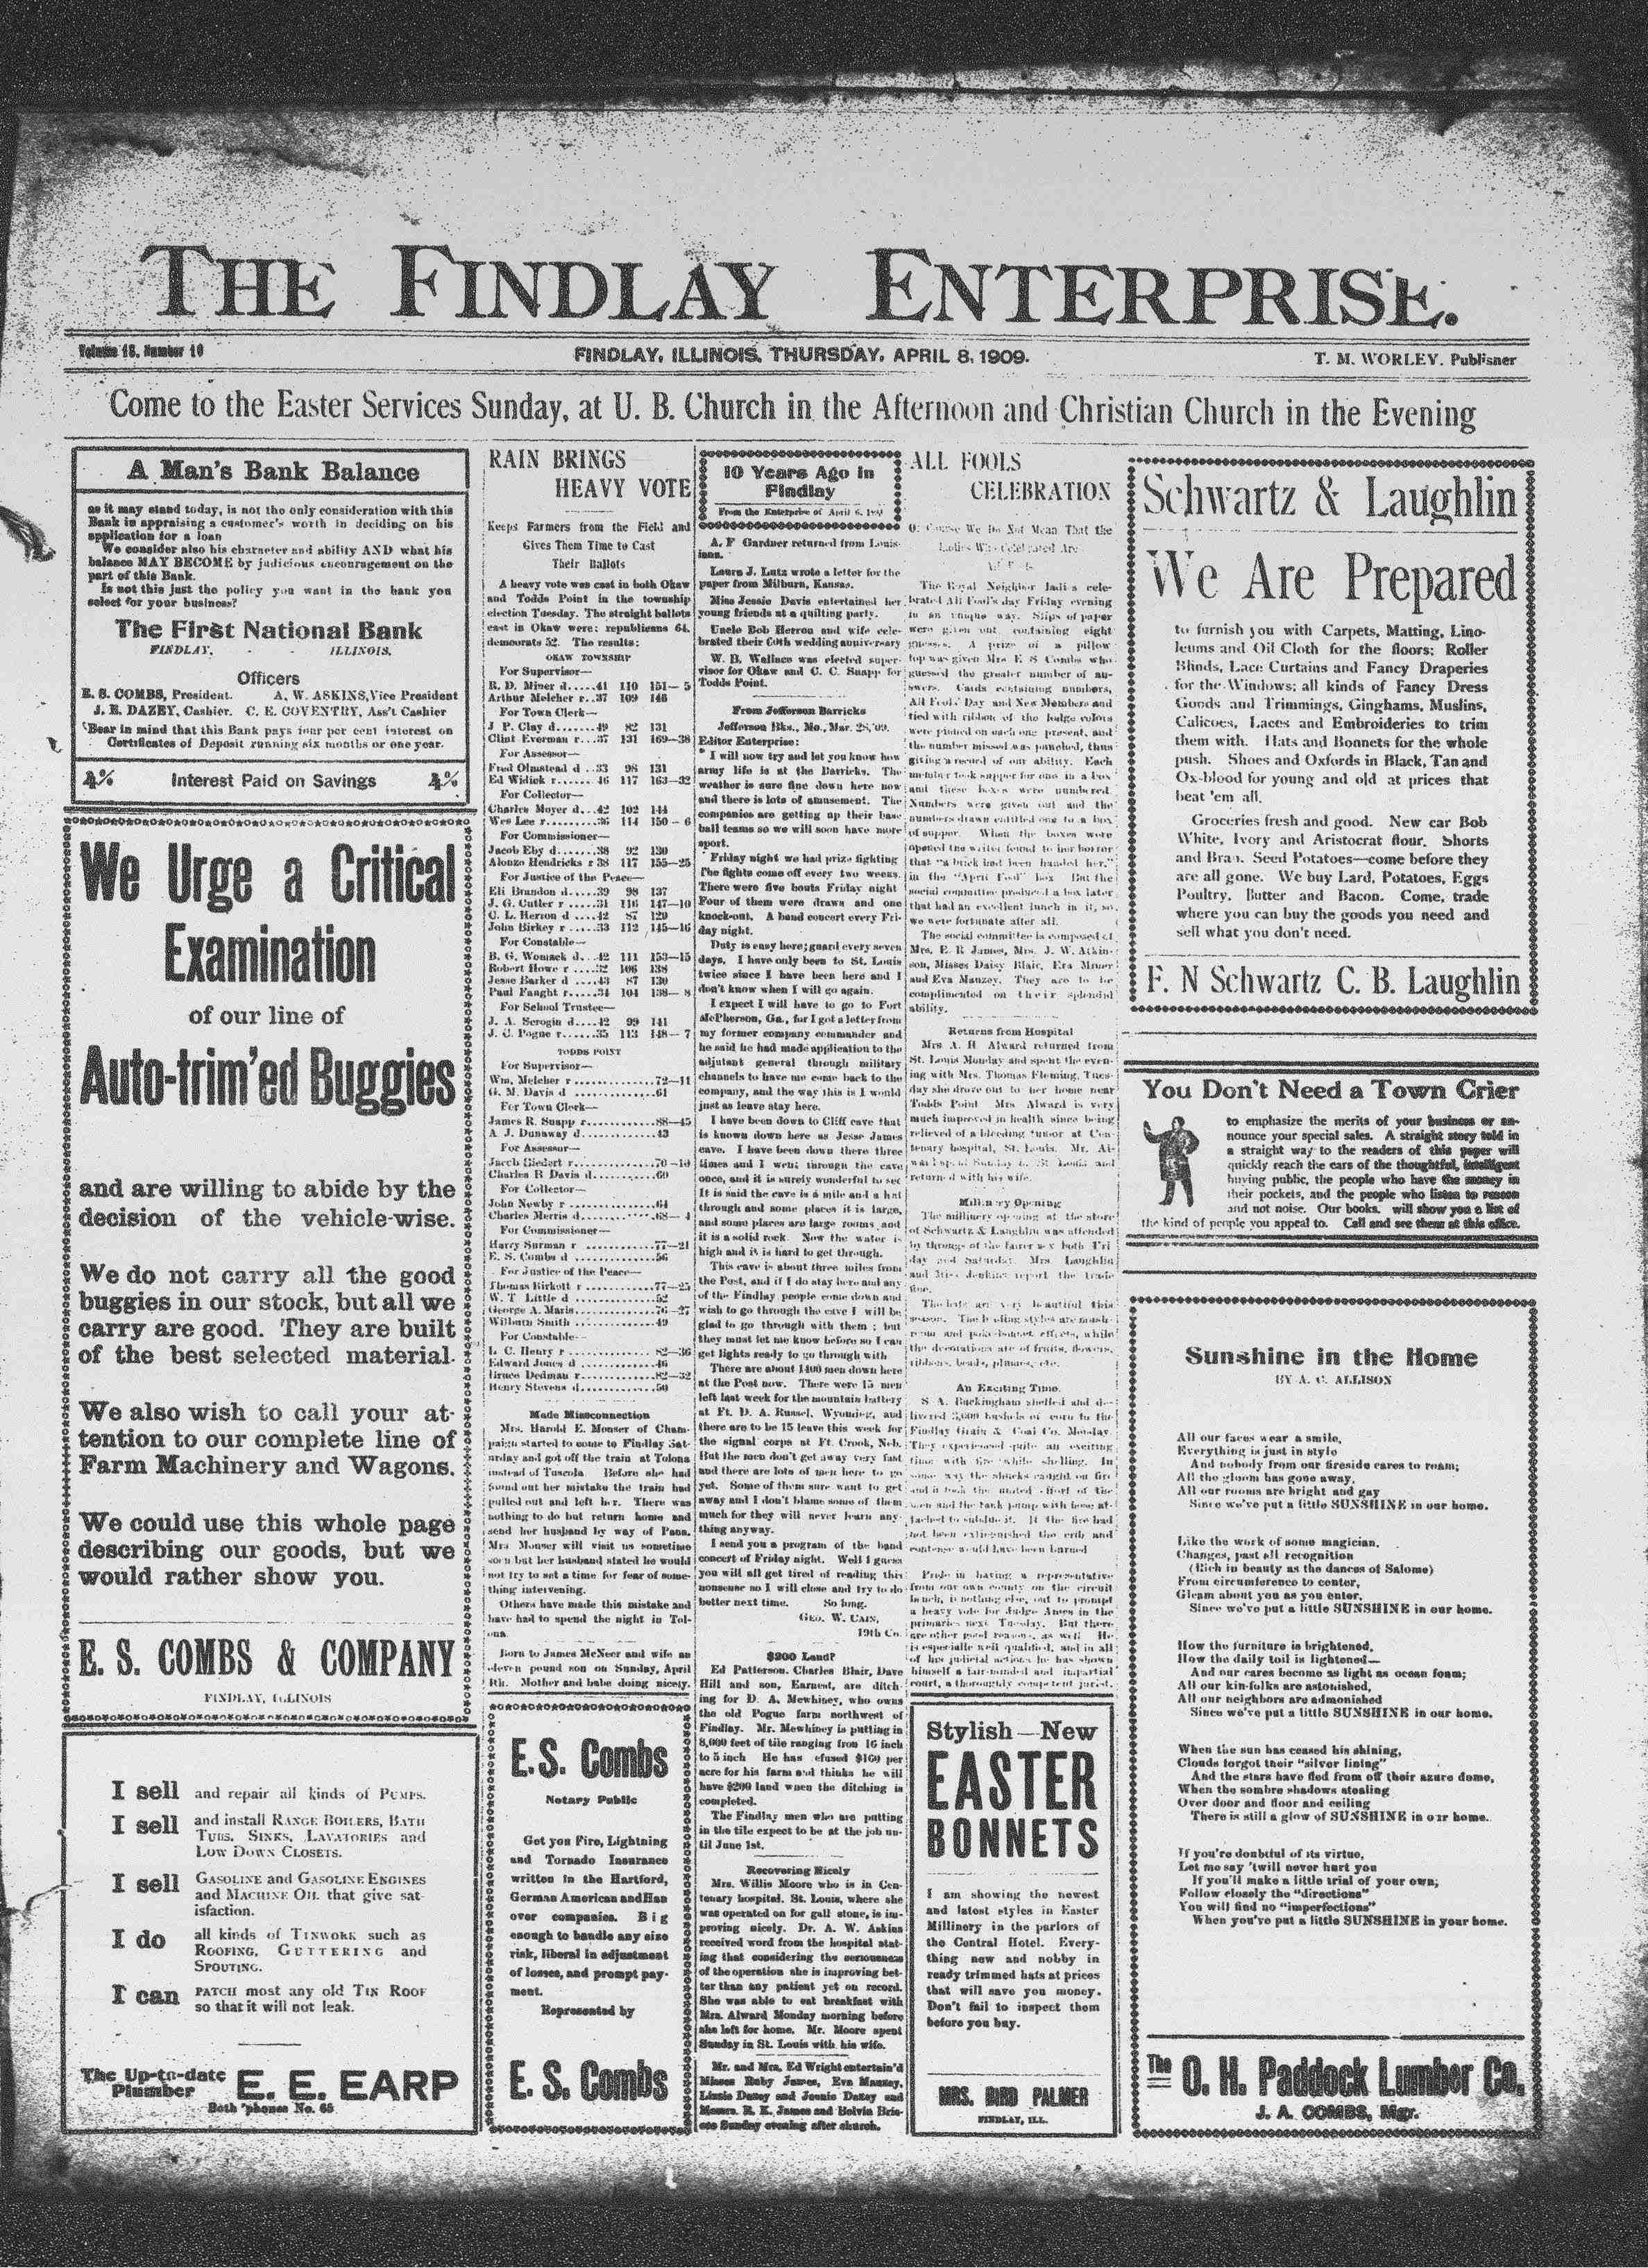 THE FINDLAY ENTERPRISE.
Volume 18, Number 10
FINDLAY, ILLINOIS, THURSDAY, APRIL 8, 1909.
T. M. WORLEY, Publisner
Come to the Easter Services Sunday, at U. B. Church in the Afternoon and Christian Church in the Evening
A Man's Bank Balance
as it may stand today, is not the only consideration with this
Bank in appraising a customer's worth in deciding on his
application for a loan
We consider also his character and ability AND what his
balance MAY BECOME by judicious encouragement on the
part of this Bank.
Is not this just the policy you want in the bank you
select for your business?
The First National Bank
FINDLAY, - - ILLINOIS.
Officers
E. S. COMBS, President. A. W. ASKINS, Vice President
J. E. DAZEY, Cashier. C. E. COVENTRY, Ass't Cashier
Bear in mind that this Bank pays four per cent interest on
Certificates of Deposit running six months or one year.
4% Interest Paid on Savings 4%
We Urge a Critical
Examination
of our line of
Auto-trim'ed Buggies
and are willing to abide by the
decision of the vehicle-wise.
We do not carry all the good
buggies in our stock, but all we
carry are good. They are built
of the best selected material.
We also wish to call your at-
tention to our complete line of
Farm Machinery and Wagons.
We could use this whole page
describing our goods, but we
would rather show you.
E. S. COMBS & COMPANY
FINDLAY, ILLINOIS
I sell and repair all kinds of PUMPS.
I sell and install RANGE BOILERS, BATH
TUBS, SINKS, LAVATORIES and
LOW DOWN CLOSETS.
I sell GASOLINE and GASOLINE ENGINES
and MACHINE OIL that give sat-
isfaction.
I do all kinds of TINWORK such as
ROOFING, GUTTERING and
SPOUTING.
I can PATCH most any old TIN ROOF
so that it will not leak.
The Up-to-date
Plumber
E. E. EARP
Both 'phones No. 65
RAIN BRINGS
HEAVY VOTE
Keeps Farmers from the Field and
Gives Them Time to Cast
Their Ballots
A heavy vote was cast in both Okaw
and Todds Point in the township
election Tuesday. The straight ballots
cast in Okaw were: republicans 64,
democrats 52. The results:
OKAW TOWNSHIP
For Supervisor—
R. D. Miner d.....41 110 151— 5
Arthur Melcher r..37 109 146
For Town Clerk—
J. P. Clay d.......49 82 131
Clint Everman r...37 131 169—38
For Assessor—
Fred Olmstead d ..33 98 131
Ed Widick r.......46 117 163—32
For Collector—
Charles Moyer d...42 102 144
Wes Lee r.........36 114 150— 6
For Commissioner—
Jacob Eby d.......38 92 130
Alonzo Hendricks r 38 117 155—25
For Justice of the Peace—
Eli Brandon d.....39 98 137
J. G. Cutler r.....31 116 147—10
C. L. Herron d ....42 87 129
John Birkey r.....33 112 145—16
For Constable—
B. G. Womack d...42 111 153—15
Robert Howe r ....32 106 138
Jesse Barker d ....43 87 130
Paul Faught r.....34 104 138— 8
For School Trustee—
J. A. Scrogin d....42 99 141
J. C. Pogue r......35 113 148— 7
TODDS POINT
For Supervisor—
Wm. Melcher r ..............72—11
G. M. Davis d ..............61
For Town Clerk—
James R. Snapp r............88—45
A. J. Dunaway d.............43
For Assessor—
Jacob Biedert r..............70—10
Charles R Davis d............60
For Collector—
John Newby r ...............64
Charles Morris d............68— 4
For Commissioner—
Harry Surman r .............77—21
E. S. Combs d ..............56
For Justice of the Peace—
Thomas Birkett r............77—25
W. T. Little d ...............52
George A. Maris.............76—27
Wilburn Smith ..............49
For Constable—
L. C. Henry r ...............82—36
Edward Jones d .............46
Bruce Dedman r.............82—32
Henry Stevens d.............50
Made Missconnection
Mrs. Harold E. Monser of Cham-
paign started to come to Findlay Sat-
urday and got off the train at Tolona
instead of Tuscola. Before she had
found out her mistake the train had
pulled out and left her. There was
nothing to do but return home and
send her husband by way of Pana.
Mrs Monser will visit us sometime
soon but her husband stated he would
not try to set a time for fear of some-
thing intervening.
Others have made this mistake and
have had to spend the night in Tol-
ona.
Born to James McNeer and wife an
eleven pound son on Sunday, April
4th. Mother and babe doing nicely.
E. S. Combs
Notary Public
Get you Fire, Lightning
and Tornado Insurance
written in the Hartford,
German American and Han
over companies. Big
enough to handle any size
risk, liberal in adjustment
of losses, and prompt pay-
ment.
Represented by
E. S. Combs
10 Years Ago in
Findlay
From the Enterprise of April 6,
A. F Gardner returned from Louis-
iana.
Laura J. Lutz wrote a letter for the
paper from Milburn, Kansas.
Miss Jessie Davis entertained her
young friends at a quilting party.
Uncle Bob Herron and wife cele-
brated their 60th wedding anniversary
W. B. Wallace was elected super-
visor for Okaw and C. C. Snapp for
Todds Point.
From Jefferson Barricks
Jefferson Bks., Mo., Mar. 28, '09.
Editor Enterprise:
I will now try and let you know how
army life is at the Barricks. The
weather is sure fine down here now
and there is lots of amusement. The
companies are getting up their base
ball teams so we will soon have more
sport.
Friday night we had prize fighting
The fights come off every two weeks.
There were five bouts Friday night
Four of them were draws and one
knock-out. A band concert every Fri-
day night.
Duty is easy here; guard every seven
days. I have only been to St. Louis
twice since I have been here and I
don't know when I will go again.
I expect I will have to go to Fort
McPherson, Ga., for I got a letter from
my former company commander and
he said he had made application to the
adjutant general through military
channels to have me come back to the
company, and the way this is I would
just as leave stay here.
I have been down to Cliff cave that
is known down here as Jesse James
cave. I have been down there three
times and I went through the cave
once, and it is surely wonderful to see
It is said the cave is a mile and a half
through and some places it is large,
and some places are large rooms and
it is a solid rock. Now the water is
high and it is hard to get through.
This cave is about three miles from
the Post, and if I do stay here and any
of the Findlay people come down and
wish to go through the cave I will be
glad to go through with them; but
they must let me know before so I can
get lights ready to go through with
There are about 1400 men down here
at the Post now. There were 15 men
left last week for the mountain battery
at Ft. D. A. Russel, Wyoming, and
there are to be 15 leave this week for
the signal corps at Ft. Crook, Neb.
But the men don't get away very fast
and there are lots of men here to go
yet. Some of them sure want to get
away and I don't blame some of them
much for they will never learn any-
thing anyway.
I send you a program of the band
concert of Friday night. Well I guess
you will all get tired of reading this
nonsense so I will close and try to do
better next time. So long.
GEO. W. CAIN,
19th Co.
$200 Land?
Ed Patterson, Charles Blair, Dave
Hill and son, Earnest, are ditch-
ing for D. A. Mewhiney, who owns
the old Pogue farm northwest of
Findlay. Mr. Mewhiney is putting in
8,000 feet of tile ranging from 16 inch
to 5 inch He has efused $160 per
acre for his farm and thinks he will
have $200 land when the ditching is
completed.
The Findlay men who are putting
in the tile expect to be at the job un-
til June 1st.
Recovering Nicely
Mrs. Willis Moore who is in Cen-
tenary hospital, St. Louis, where she
was operated on for gall stone, is im-
proving nicely. Dr. A. W. Askins
received word from the hospital stat-
ing that considering the seriousness
of the operation she is improving bet-
ter than any patient yet on record.
She was able to eat breakfast with
Mrs. Alward Monday morning before
she left for home. Mr. Moore spent
Sunday in St. Louis with his wife.
Mr. and Mrs. Ed Wright entertain'd
Misses Ruby James, Eva Mauzey,
Lizzie Dazey and Jennie Dazey and
Messrs. R. K. James and Belvin Bris-
coe Sunday evening after church.
ALL FOOLS
CELEBRATION
Of Course We Do Not Mean That the
Ladies Who Celebrated Are
The Royal Neighbor ladies cele-
brated All Fool's day Friday evening
in an unique way. Slips of paper
were given out containing eight
guesses. A prize of a pillow
top was given Mrs E S Combs who
guessed the greater number of an-
swers. Cards containing numbers,
All Fools' Day and New Members and
tied with ribbon of the lodge colors
were pinned on each one present, and
the number missed was punched, thus
giving a record of our ability. Each
member took supper for one in a box
and these boxes were numbered.
Numbers were given out and the
numbers drawn entitled one to a box
of supper. When the boxes were
opened the writer found to her horror
that "a brick had been handed her."
in the "April Fool" box But the
social committee produced a box later
that had an excellent lunch in it, so
we were fortunate after all.
The social committee is composed of
Mrs. E. R James, Mrs. J. W. Atkin-
son, Misses Daisy Blair, Era Miner
and Eva Mauzey. They are to be
complimented on their splendid
ability.
Returns from Hospital
Mrs A. H Alward returned from
St. Louis Monday and spent the even-
ing with Mrs. Thomas Fleming. Tues-
day she drove out to her home near
Todds Point Mrs Alward is very
much improved in health since being
relieved of a bleeding tumor at Cen-
tenary hospital, St. Louis. Mr. Al-
ward spent Sunday in St Louis and
returned with his wife.
Millinery Opening
The millinery opening at the store
of Schwartz & Laughlin was attended
by throngs of the fairer sex both Fri
day and Saturday. Mrs Laughlin
and Miss Jenkins report the trade
fine.
The hats are very beautiful this
season. The leading styles are mush-
room and poke-bonnet effects, while
the decorations are of fruits, flowers,
ribbons, beads, plumes, etc.
An Exciting Time.
S A. Buckingham shelled and de-
livered 3,000 bushels of corn to the
Findlay Grain & Coal Co. Monday.
They experienced quite an exciting
time with fire while shelling. In
some way the shucks caught on fire
and it took the united effort of the
men and the tank pump with hose at-
tached to subdue it. If the fire had
not been extinguished the crib and
contense would have been burned
Pride in having a representative
from our own county on the circuit
bench, if nothing else, out to prompt
a heavy vote for Judge Ames in the
primaries next Tuesday. But there
are other good reasons, as well He
is especialle well qualified, and in all
of his judicial actions he has shown
himself a fair-minded and impartial
court, a thoroughly competent jurist.
Stylish—New
EASTER
BONNETS
I am showing the newest
and latest styles in Easter
Millinery in the parlors of
the Central Hotel. Every-
thing new and nobby in
ready trimmed hats at prices
that will save you money.
Don't fail to inspect them
before you buy.
MRS. BIRD PALMER
FINDLAY, ILL.
Schwartz & Laughlin
We Are Prepared
to furnish you with Carpets, Matting, Lino-
leums and Oil Cloth for the floors; Roller
Blinds, Lace Curtains and Fancy Draperies
for the Windows; all kinds of Fancy Dress
Goods and Trimmings, Ginghams, Muslins,
Calicoes, Laces and Embroideries to trim
them with. Hats and Bonnets for the whole
push. Shoes and Oxfords in Black, Tan and
Ox-blood for young and old at prices that
beat 'em all.
Groceries fresh and good. New car Bob
White, Ivory and Aristocrat flour. Shorts
and Bran. Seed Potatoes—come before they
are all gone. We buy Lard, Potatoes, Eggs
Poultry, Butter and Bacon. Come, trade
where you can buy the goods you need and
sell what you don't need.
F. N Schwartz C. B. Laughlin
You Don't Need a Town Crier
to emphasize the merits of your business or an-
nounce your special sales. A straight story told in
a straight way to the readers of this paper will
quickly reach the ears of the thoughtful, intelligent
buying public, the people who have the money in
their pockets, and the people who listen to reason
and not noise. Our books will show you a list of
the kind of people you appeal to. Call and see them at this office.
Sunshine in the Home
BY A. C. ALLISON
All our faces wear a smile,
Everything is just in style
And nobody from our fireside cares to roam;
All the gloom has gone away,
All our rooms are bright and gay
Since we've put a little SUNSHINE in our home.
Like the work of some magician,
Changes, past all recognition
(Rich in beauty as the dances of Salome)
From circumference to center,
Gleam about you as you enter,
Since we've put a little SUNSHINE in our home.
How the furniture is brightened,
How the daily toil is lightened—
And our cares become as light as ocean foam;
All our kin-folks are astonished,
All our neighbors are admonished
Since we've put a little SUNSHINE in our home.
When the sun has ceased his shining,
Clouds forgot their "silver lining"
And the stars have fled from off their azure dome,
When the sombre shadows stealing
Over door and floor and ceiling
There is still a glow of SUNSHINE in our home.
If you're doubtful of its virtue,
Let me say 'twill never hurt you
If you'll make a little trial of your own;
Follow closely the "directions"
You will find no "imperfections"
When you've put a little SUNSHINE in your home.
The O. H. Paddock Lumber Co.
J. A. COMBS, Mgr.